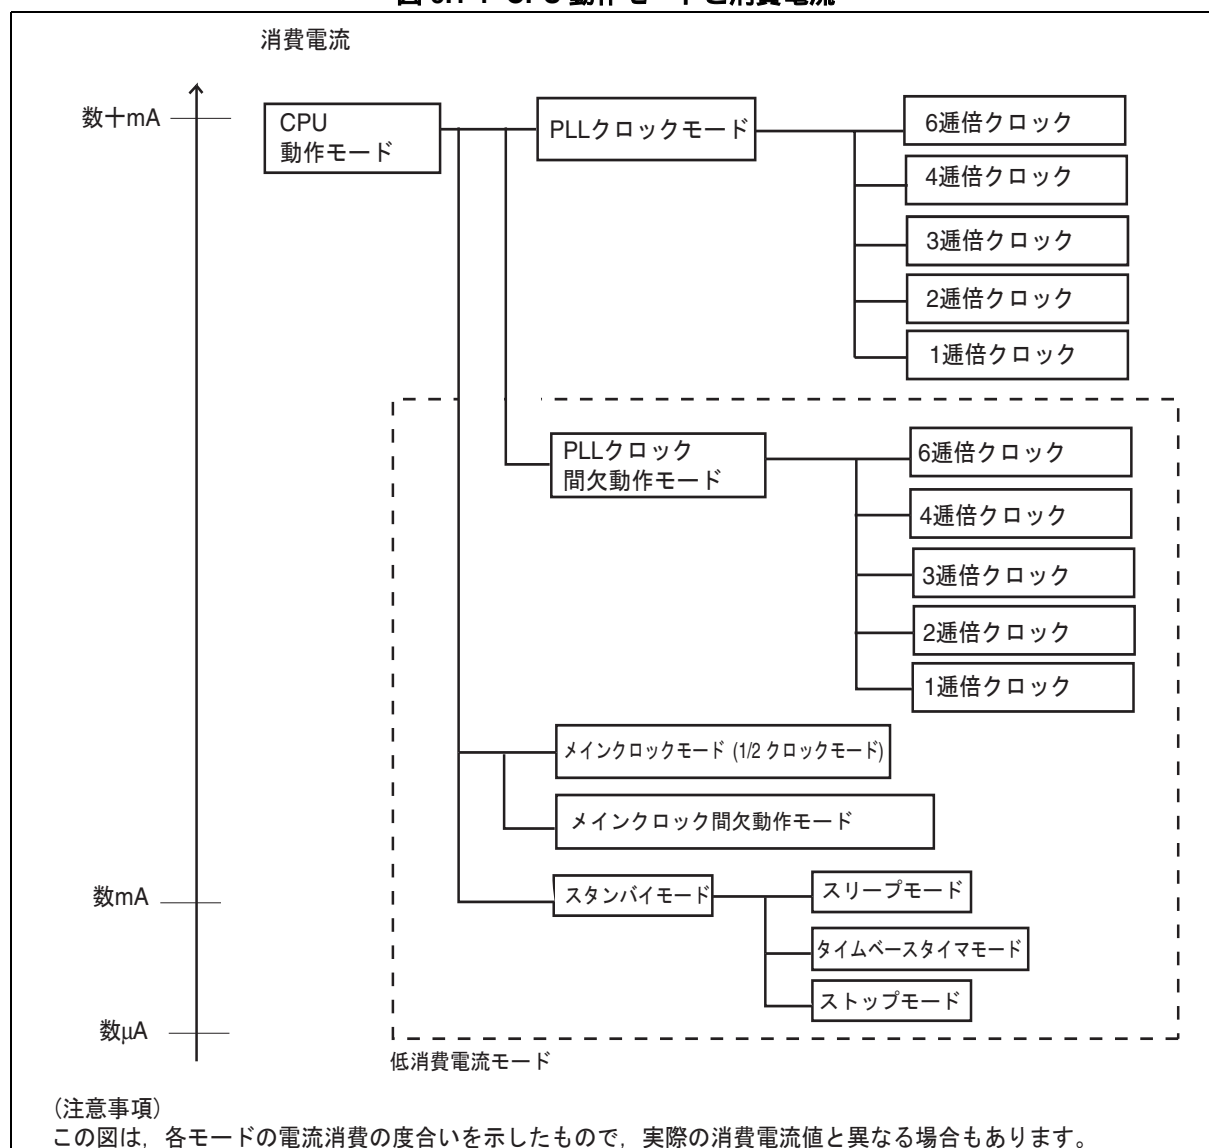 消費電流
数十mA
CPU
動作モード
PLLクロックモード
6逓倍クロック
4逓倍クロック
3逓倍クロック
2逓倍クロック
1逓倍クロック
PLLクロック
間欠動作モード
6逓倍クロック
4逓倍クロック
3逓倍クロック
2逓倍クロック
1逓倍クロック
メインクロックモード (1/2 クロックモード)
メインクロック間欠動作モード
数mA
スタンバイモード
スリープモード
タイムベースタイマモード
ストップモード
数μA
低消費電流モード
(注意事項)
この図は，各モードの電流消費の度合いを示したもので，実際の消費電流値と異なる場合もあります。